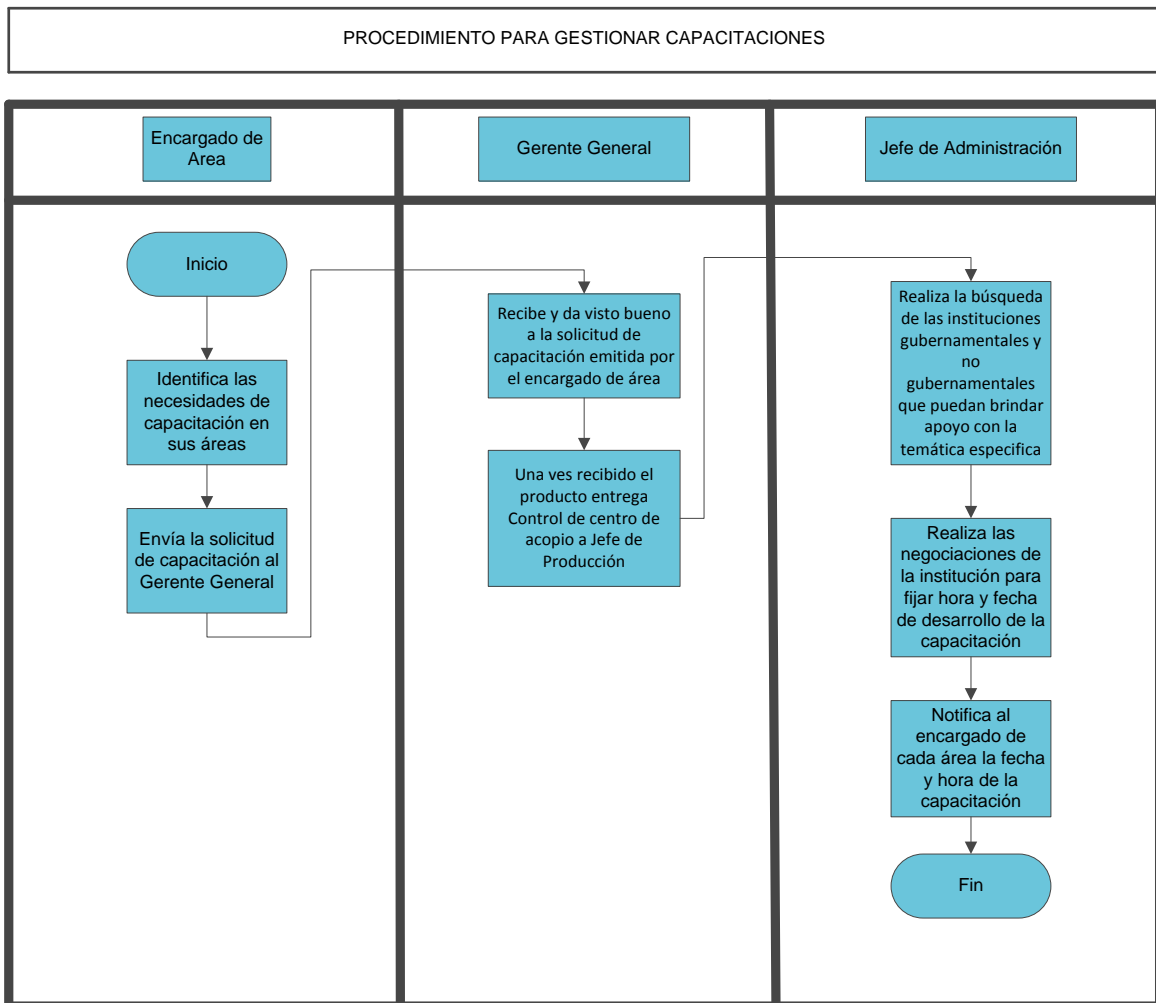 PROCEDIMIENTO PARA GESTIONAR CAPACITACIONES
Encargado de
Area
Gerente General
Jefe de Administración
Inicio
Identifica las
necesidades de
capacitación en
sus áreas
Envía la solicitud
de capacitación al
Gerente General
Recibe y da visto bueno
a la solicitud de
capacitación emitida por
el encargado de área
Una ves recibido el
producto entrega
Control de centro de
acopio a Jefe de
Producción
Realiza la búsqueda
de las instituciones
gubernamentales y
no
gubernamentales
que puedan brindar
apoyo con la
temática especifica
Realiza las
negociaciones de
la institución para
fijar hora y fecha
de desarrollo de la
capacitación
Notifica al
encargado de
cada área la fecha
y hora de la
capacitación
Fin